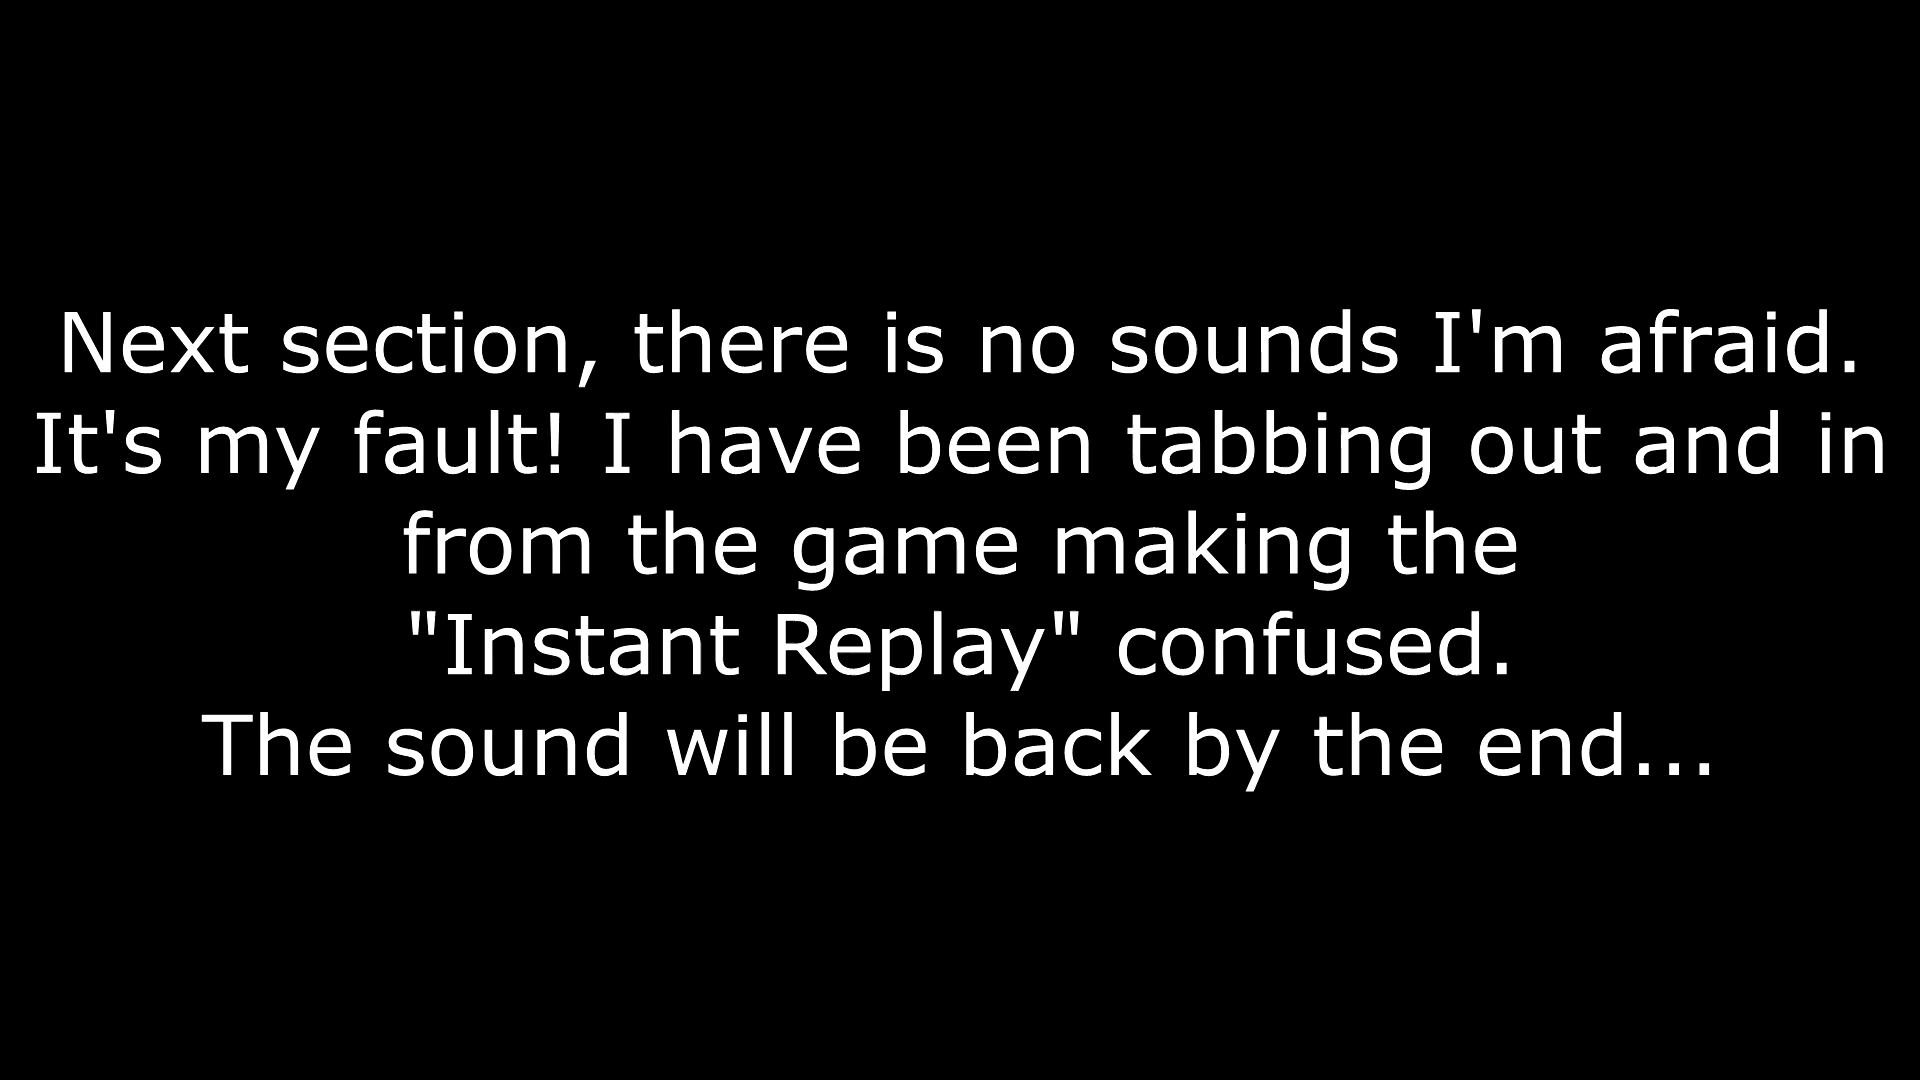 Next section, there is no sounds I'm afraid.
It's my fault! I have been tabbing out and in
from the game making the
"Instant Replay" confused.
The sound will be back by the end...